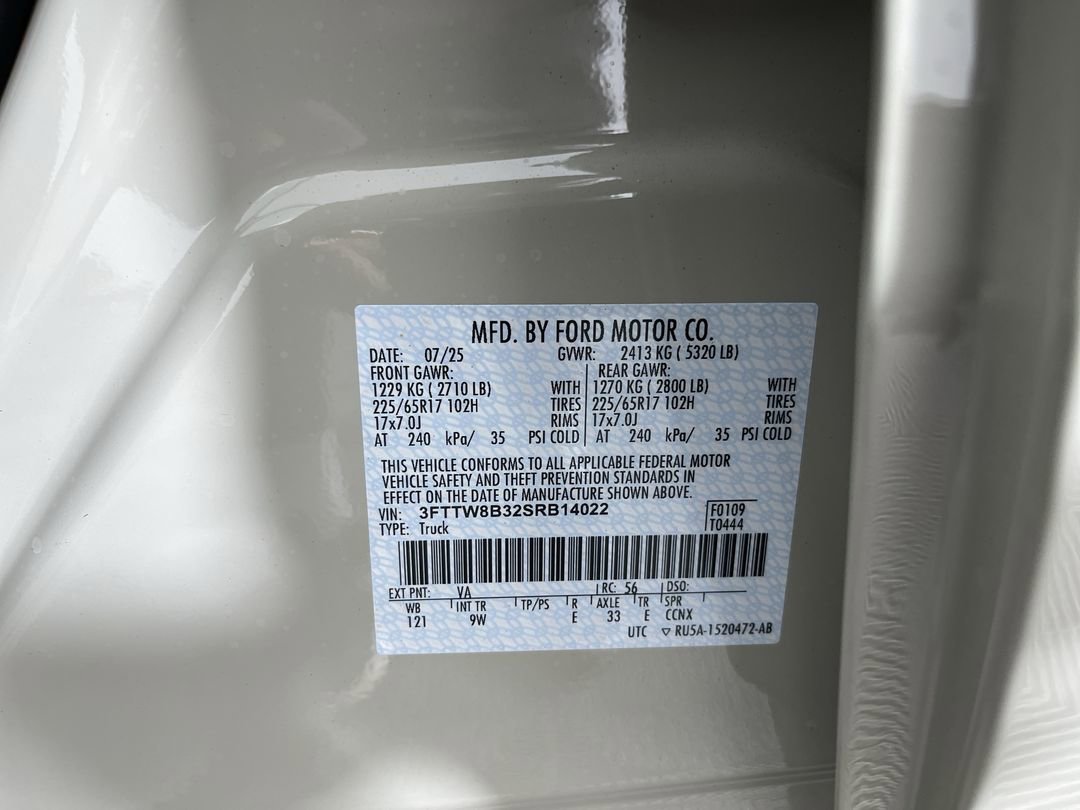 MFD. BY FORD MOTOR CO.
DATE: 07/25 GVWR: 2413 KG ( 5320 LB)
FRONT GAWR: REAR GAWR:
1229 KG ( 2710 LB) WITH 1270 KG ( 2800 LB) WITH
225/65R17 102H TIRES 225/65R17 102H TIRES
17x7.0J RIMS 17x7.0J RIMS
AT 240 kPa/ 35 PSI COLD AT 240 kPa/ 35 PSI COLD
THIS VEHICLE CONFORMS TO ALL APPLICABLE FEDERAL MOTOR
VEHICLE SAFETY AND THEFT PREVENTION STANDARDS IN
EFFECT ON THE DATE OF MANUFACTURE SHOWN ABOVE.
VIN: 3FTTW8B32SRB14022 F0109
TYPE: Truck T0444
EXT PNT: VA RC: 56 DSO:
WB INT TR TP/PS R AXLE TR SPR
121 9W E 33 E CCNX
UTC ▽ RU5A-1520472-AB